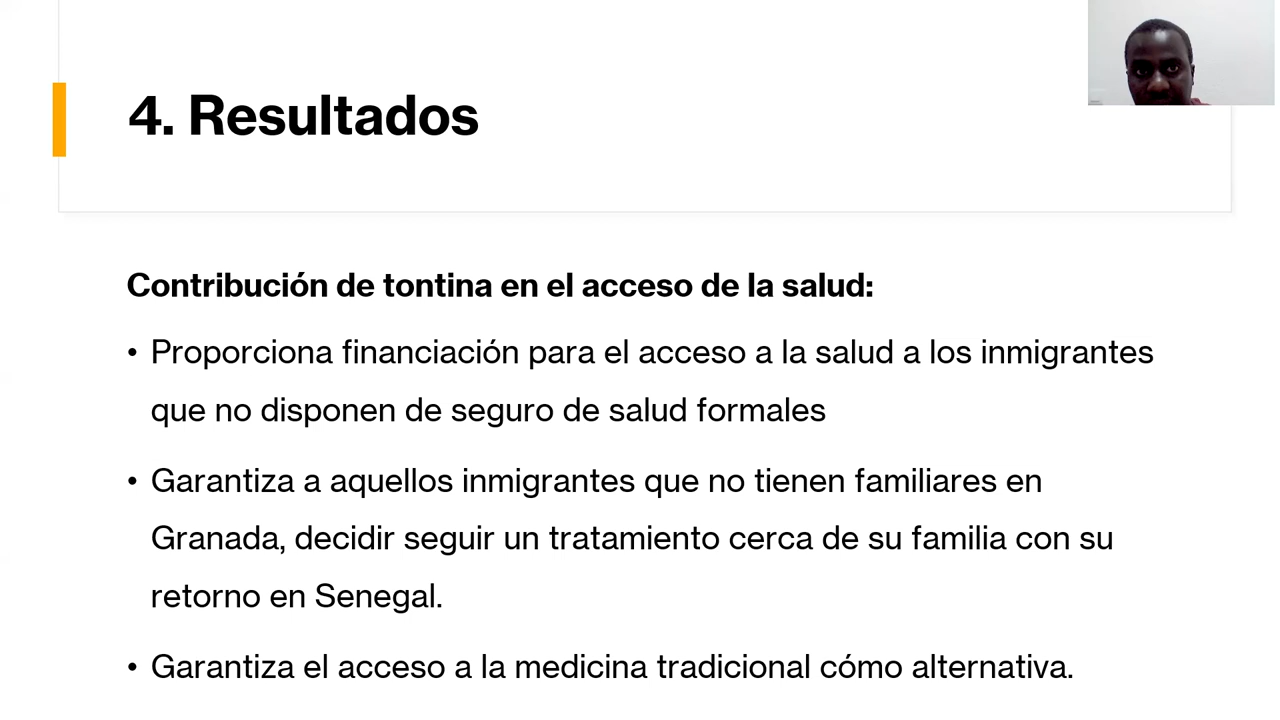 4. Resultados
Contribución de tontina en el acceso de la salud:
• Proporciona financiación para el acceso a la salud a los inmigrantes
que no disponen de seguro de salud formales
• Garantiza a aquellos inmigrantes que no tienen familiares en
Granada, decidir seguir un tratamiento cerca de su familia con su
retorno en Senegal.
• Garantiza el acceso a la medicina tradicional cómo alternativa.